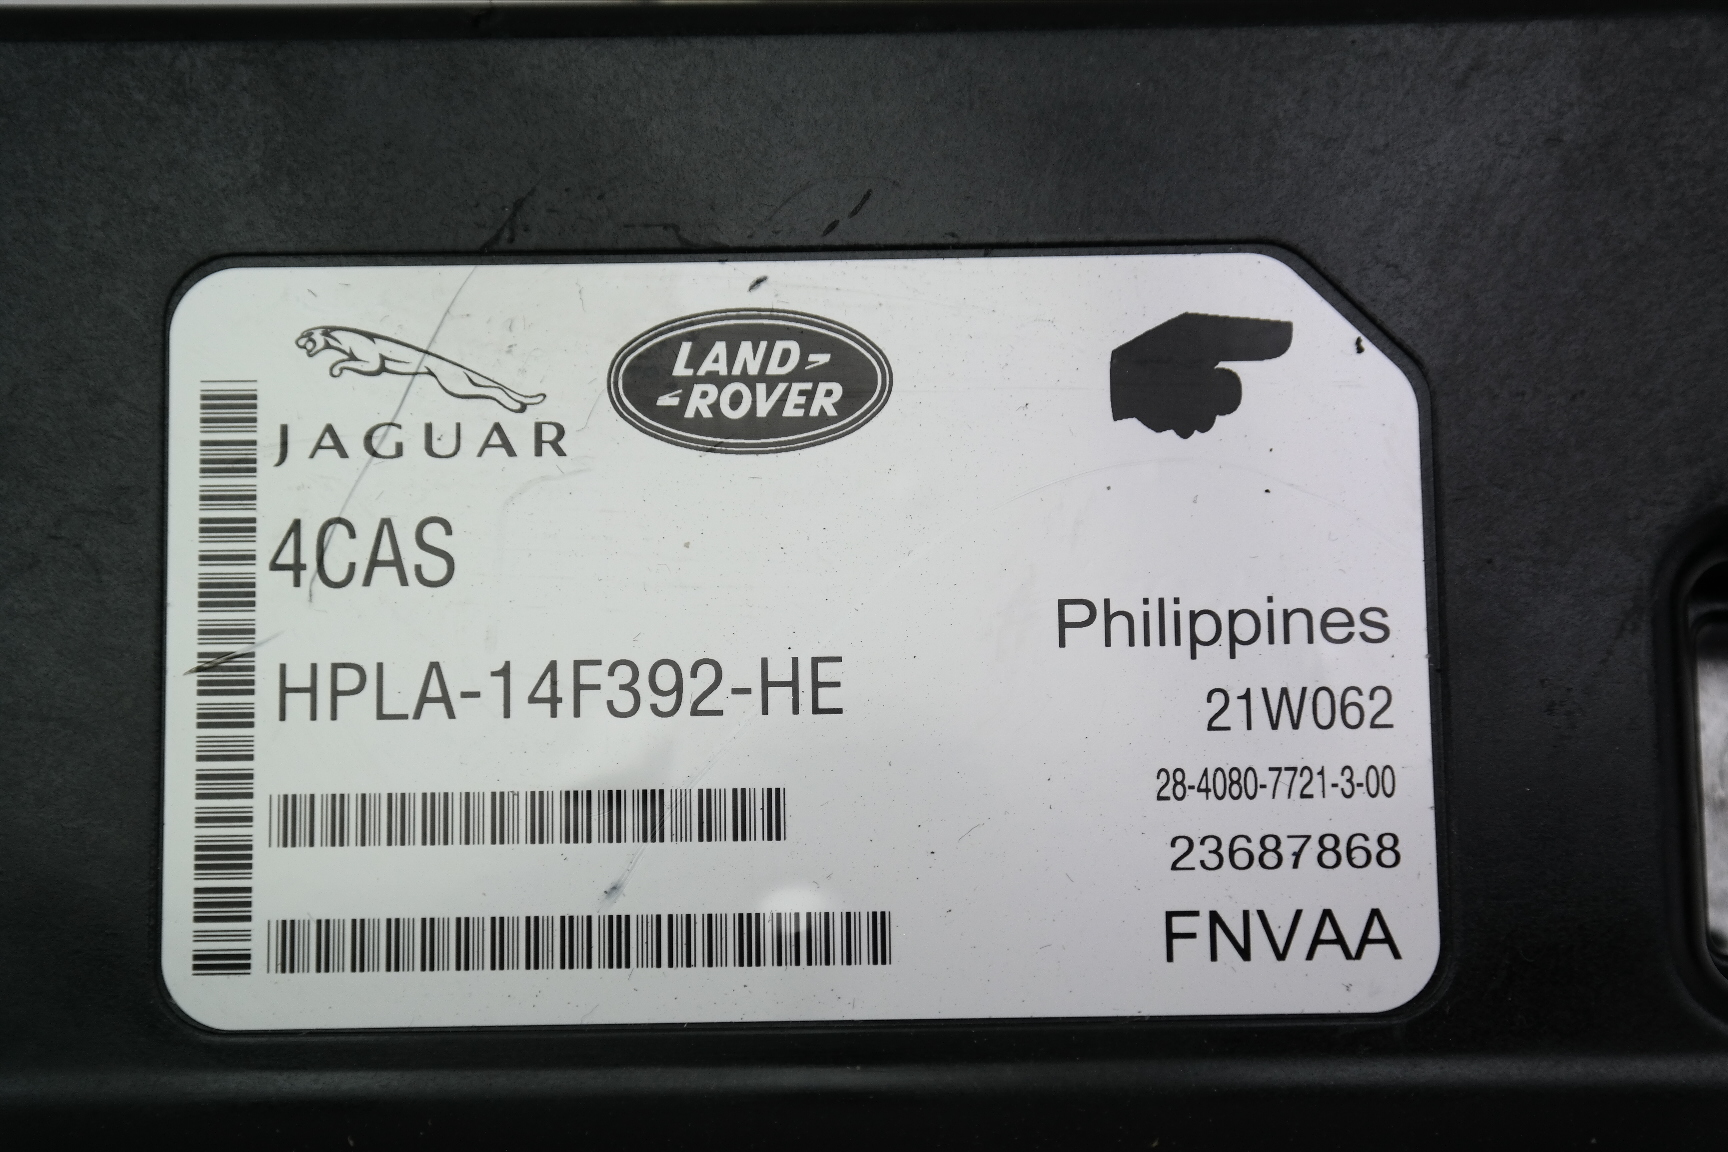 JAGUAR
LAND-
-ROVER
4CAS
HPLA-14F392-HE
Philippines
21W062
28-4080-7721-3-00
23687868
FNVAA